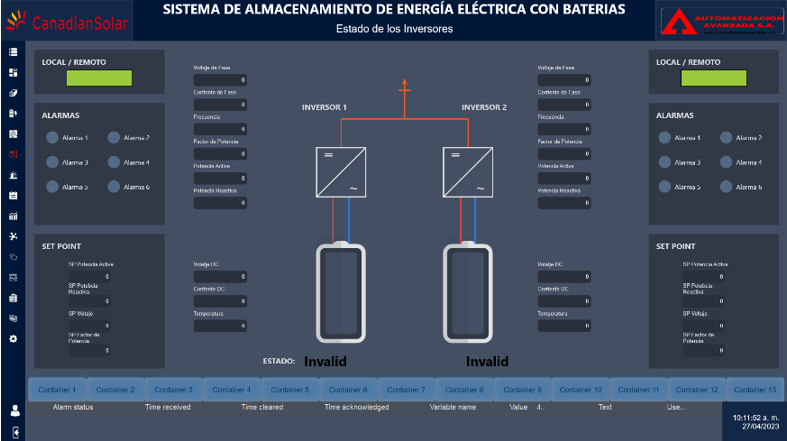 CanadianSolar
SISTEMA DE ALMACENAMIENTO DE ENERGÍA ELÉCTRICA CON BATERIAS
Estado de los Inversores
AUTOMATIZACION
AVANZADA S.A.
LOCAL / REMOTO
ALARMAS
Alarma 1
Alarma 2
Alarma 3
Alarma 4
Alarma 5
Alarma 6
SET POINT
SP Potencia Activa
0
SP Potebcia
Reactiva
0
SP Voltaje
0
SP Factor de
Potencia
0
Voltaje de Fase
0
Corriente de Fase
0
Frecuencia
0
Factor de Potencia
0
Potencia Active
0
Potencia Reactiva
0
Volatje DC
0
Corriente DC
0
Temperatura
0
INVERSOR 1
INVERSOR 2
ESTADO:
Invalid
Invalid
Voltaje de Fase
0
Corriente de Fase
0
Frecuencia
0
Factor de Potencia
0
Potencia Active
0
Potencia Reactiva
0
Volatje DC
0
Corriente DC
0
Temperatura
0
LOCAL / REMOTO
ALARMAS
Alarma 1
Alarma 2
Alarma 3
Alarma 4
Alarma 5
Alarma 6
SET POINT
SP Potencia Activa
0
SP Potebcia
Reactiva
0
SP Voltaje
0
SP Factor de
Potencia
0
Container 1
Container 2
Container 3
Container 4
Container 5
Container 6
Container 7
Container 8
Container 9
Container 10
Container 11
Container 12
Container 13
Alarm status
Time received
Time cleared
Time acknowledged
Variable name
Value
Text
Use...
10:11:52 a. m.
27/04/2023